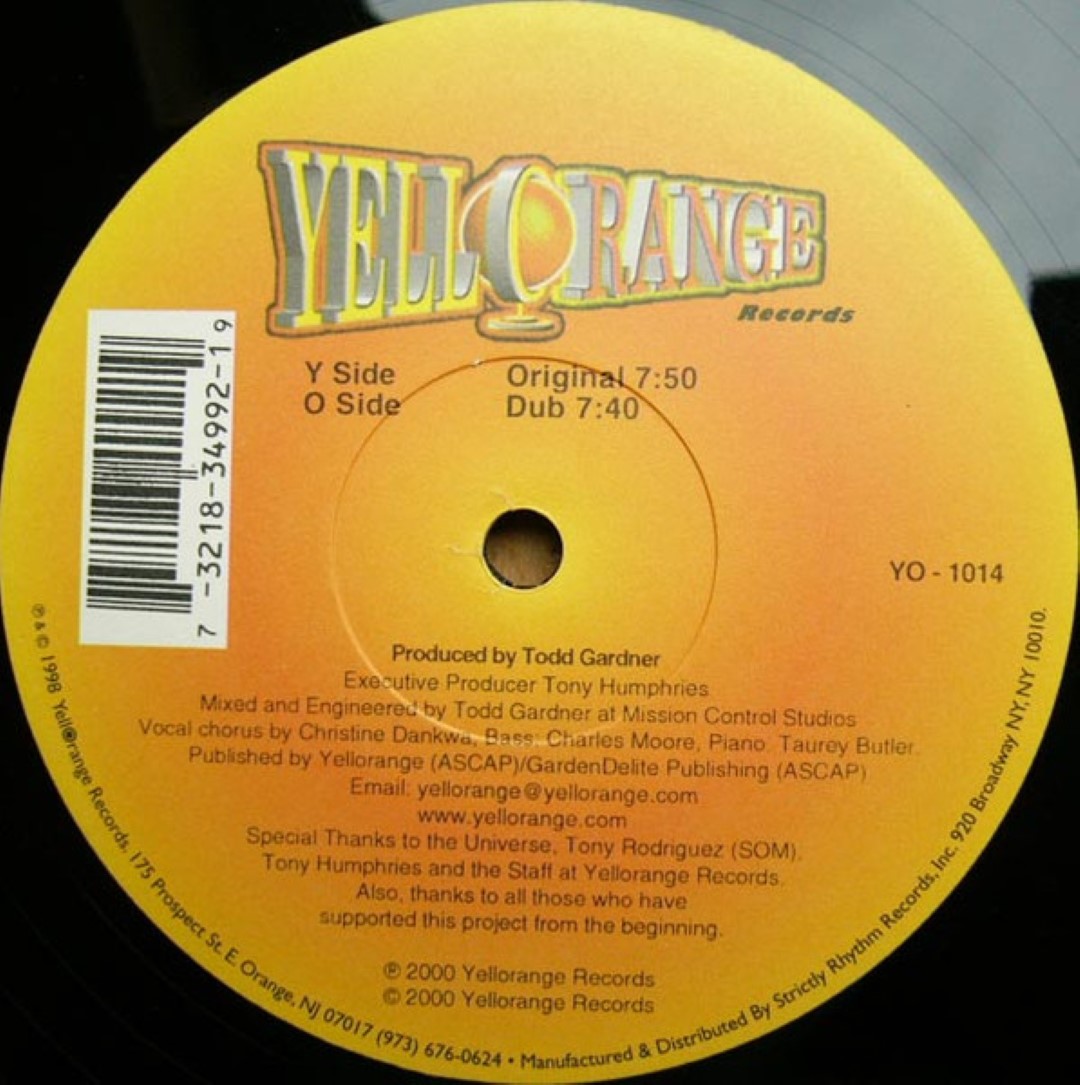 YELLORANGE
Records
Y Side Original 7:50
O Side Dub 7:40
7 -3218-34992-1 9
YO - 1014
Produced by Todd Gardner
Executive Producer Tony Humphries
Mixed and Engineered by Todd Gardner at Mission Control Studios
Vocal chorus by Christine Dankwa, Bass: Charles Moore, Piano: Taurey Butler.
Published by Yellorange (ASCAP)/GardenDelite Publishing (ASCAP)
Email: yellorange@yellorange.com
www.yellorange.com
Special Thanks to the Universe, Tony Rodriguez (SOM),
Tony Humphries and the Staff at Yellorange Records.
Also, thanks to all those who have
supported this project from the beginning.
℗ 2000 Yellorange Records
© 2000 Yellorange Records
℗ & © 1998 Yellorange Records, 175 Prospect St. E. Orange, NJ 07017 (973) 676-0624 • Manufactured & Distributed By Strictly Rhythm Records, Inc. 920 Broadway NY, NY 10010.